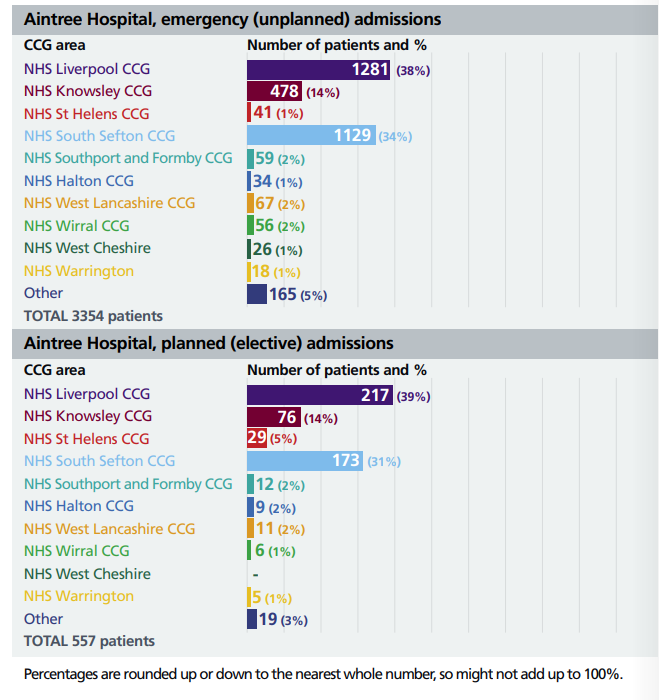 Aintree Hospital, emergency (unplanned) admissions
CCG area Number of patients and %
NHS Liverpool CCG 1281 (38%)
NHS Knowsley CCG 478 (14%)
NHS St Helens CCG 41 (1%)
NHS South Sefton CCG 1129 (34%)
NHS Southport and Formby CCG 59 (2%)
NHS Halton CCG 34 (1%)
NHS West Lancashire CCG 67 (2%)
NHS Wirral CCG 56 (2%)
NHS West Cheshire 26 (1%)
NHS Warrington 18 (1%)
Other 165 (5%)
TOTAL 3354 patients
Aintree Hospital, planned (elective) admissions
CCG area Number of patients and %
NHS Liverpool CCG 217 (39%)
NHS Knowsley CCG 76 (14%)
NHS St Helens CCG 29 (5%)
NHS South Sefton CCG 173 (31%)
NHS Southport and Formby CCG 12 (2%)
NHS Halton CCG 9 (2%)
NHS West Lancashire CCG 11 (2%)
NHS Wirral CCG 6 (1%)
NHS West Cheshire -
NHS Warrington 5 (1%)
Other 19 (3%)
TOTAL 557 patients
Percentages are rounded up or down to the nearest whole number, so might not add up to 100%.